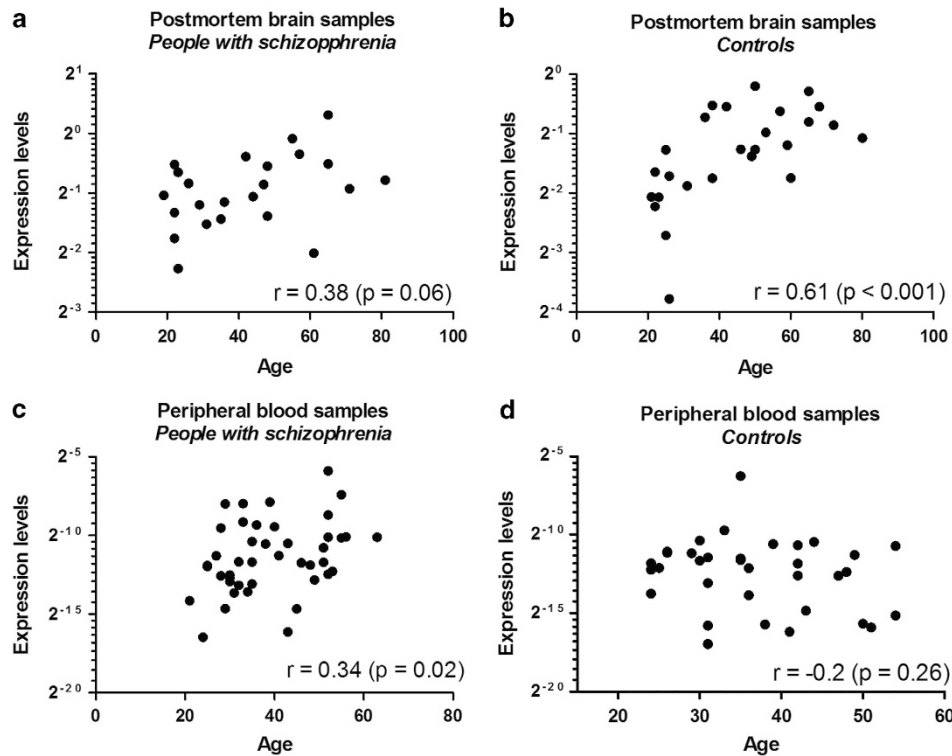 a
Postmortem brain samples
People with schizopphrenia
Expression levels
2^1
2^0
2^-1
2^-2
2^-3
0 20 40 60 80 100
r = 0.38 (p = 0.06)
Age
b
Postmortem brain samples
Controls
Expression levels
2^0
2^-1
2^-2
2^-3
2^-4
0 20 40 60 80 100
r = 0.61 (p < 0.001)
Age
c
Peripheral blood samples
People with schizophrenia
Expression levels
2^-5
2^-10
2^-15
2^-20
0 20 40 60 80
r = 0.34 (p = 0.02)
Age
d
Peripheral blood samples
Controls
Expression levels
2^-5
2^-10
2^-15
2^-20
20 30 40 50 60
r = -0.2 (p = 0.26)
Age